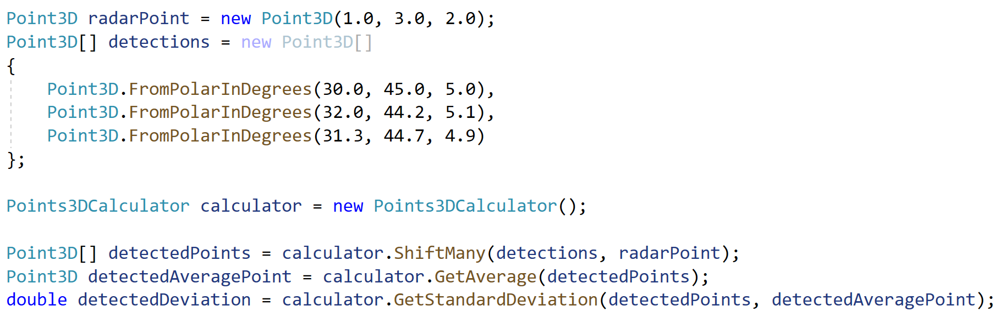 Point3D radarPoint = new Point3D(1.0, 3.0, 2.0);
Point3D[] detections = new Point3D[]
{
    Point3D.FromPolarInDegrees(30.0, 45.0, 5.0),
    Point3D.FromPolarInDegrees(32.0, 44.2, 5.1),
    Point3D.FromPolarInDegrees(31.3, 44.7, 4.9)
};

Points3DCalculator calculator = new Points3DCalculator();

Point3D[] detectedPoints = calculator.ShiftMany(detections, radarPoint);
Point3D detectedAveragePoint = calculator.GetAverage(detectedPoints);
double detectedDeviation = calculator.GetStandardDeviation(detectedPoints, detectedAveragePoint);